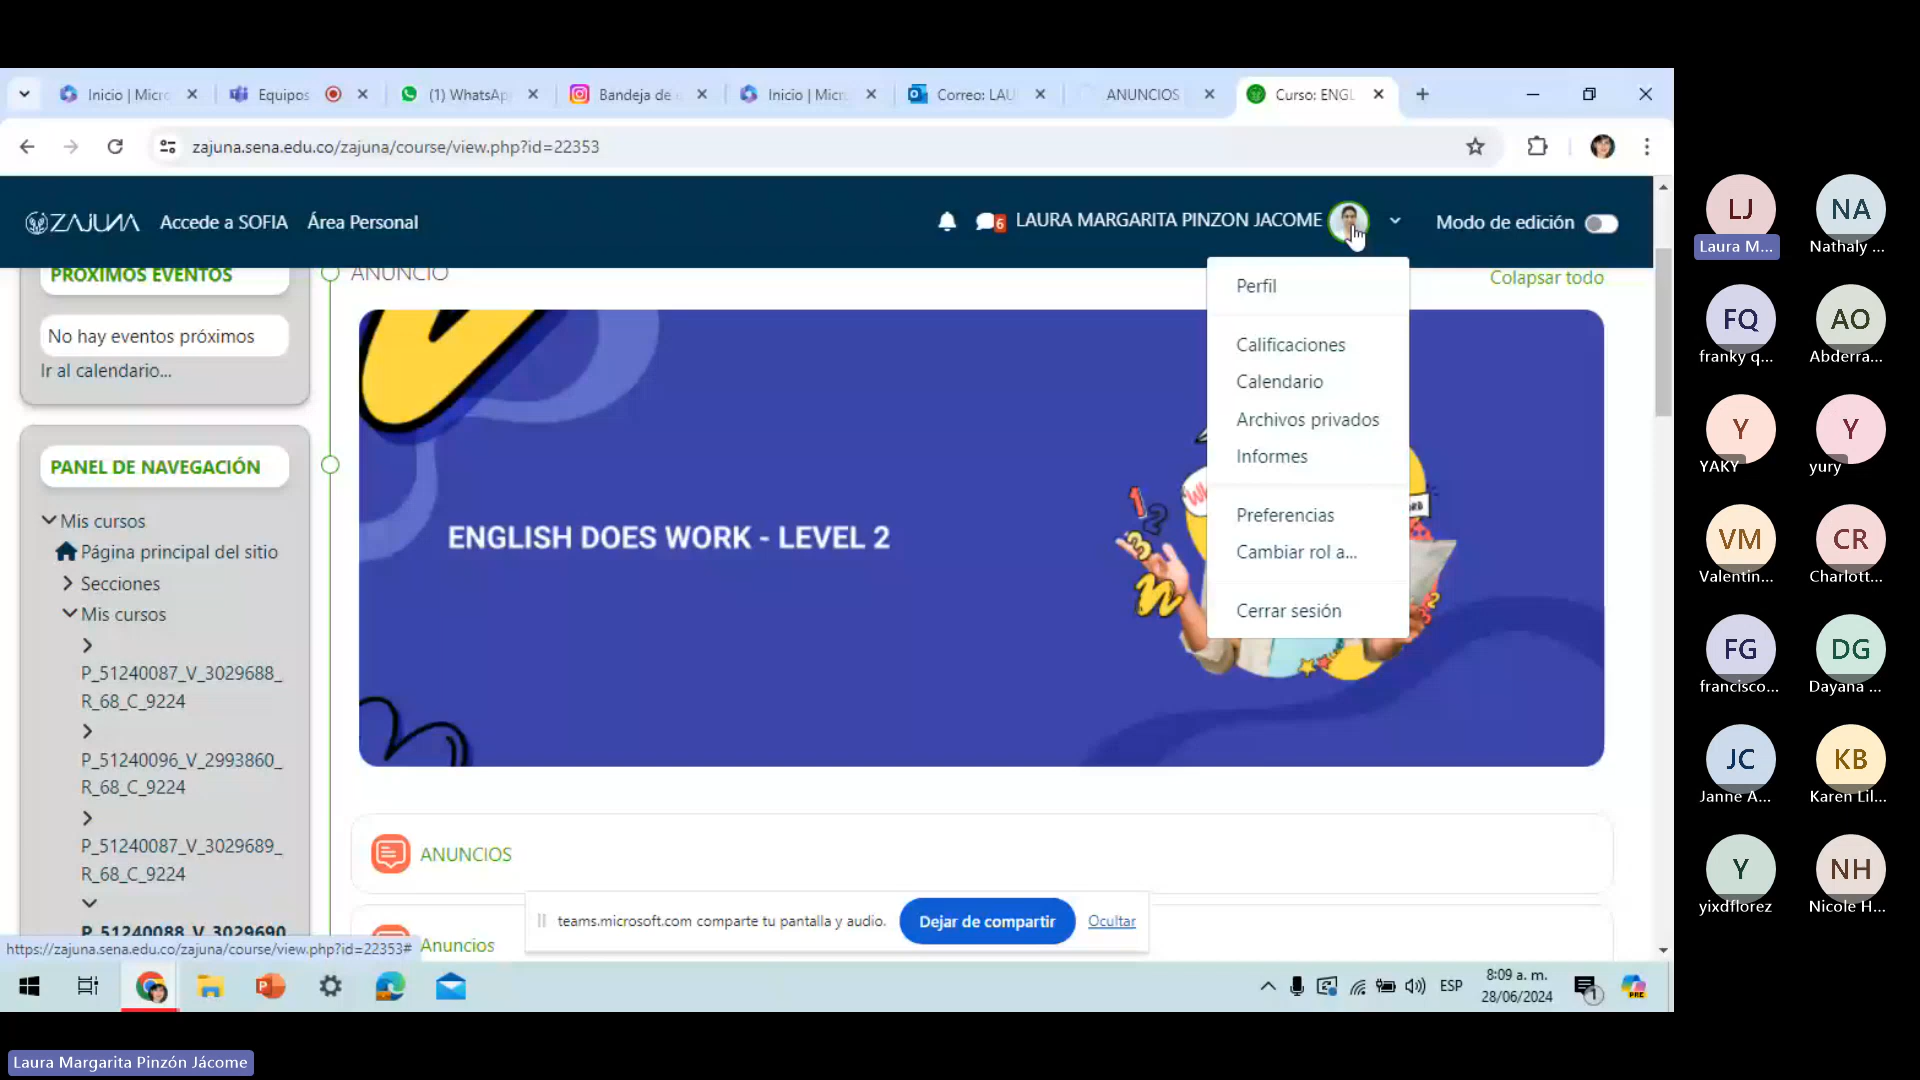 Inicio | Micro
Equipos
(1) WhatsAp
Bandeja de
Inicio | Micr
Correo: LAU
ANUNCIOS
Curso: ENGL
zajuna.sena.edu.co/zajuna/course/view.php?id=22353
ZAJUNA
Accede a SOFIA
Área Personal
6
LAURA MARGARITA PINZON JACOME
Modo de edición
PRÓXIMOS EVENTOS
No hay eventos próximos
Ir al calendario...
PANEL DE NAVEGACIÓN
Mis cursos
Página principal del sitio
Secciones
Mis cursos
P_51240087_V_3029688_
R_68_C_9224
P_51240096_V_2993860_
R_68_C_9224
P_51240087_V_3029689_
R_68_C_9224
P_51240088_V_3029690
https://zajuna.sena.edu.co/zajuna/course/view.php?id=22353#
ANUNCIO
Colapsar todo
ENGLISH DOES WORK - LEVEL 2
Perfil
Calificaciones
Calendario
Archivos privados
Informes
Preferencias
Cambiar rol a...
Cerrar sesión
ANUNCIOS
Anuncios
teams.microsoft.com comparte tu pantalla y audio.
Dejar de compartir
Ocultar
ESP
8:09 a. m.
28/06/2024
1
PRE
LJ
Laura M...
NA
Nathaly ...
FQ
franky q...
AO
Abderra...
Y
YAKY
Y
yury
VM
Valentin...
CR
Charlott...
FG
francisco...
DG
Dayana ...
JC
Janne A...
KB
Karen Lil...
Y
yixdflorez
NH
Nicole H...
Laura Margarita Pinzón Jácome